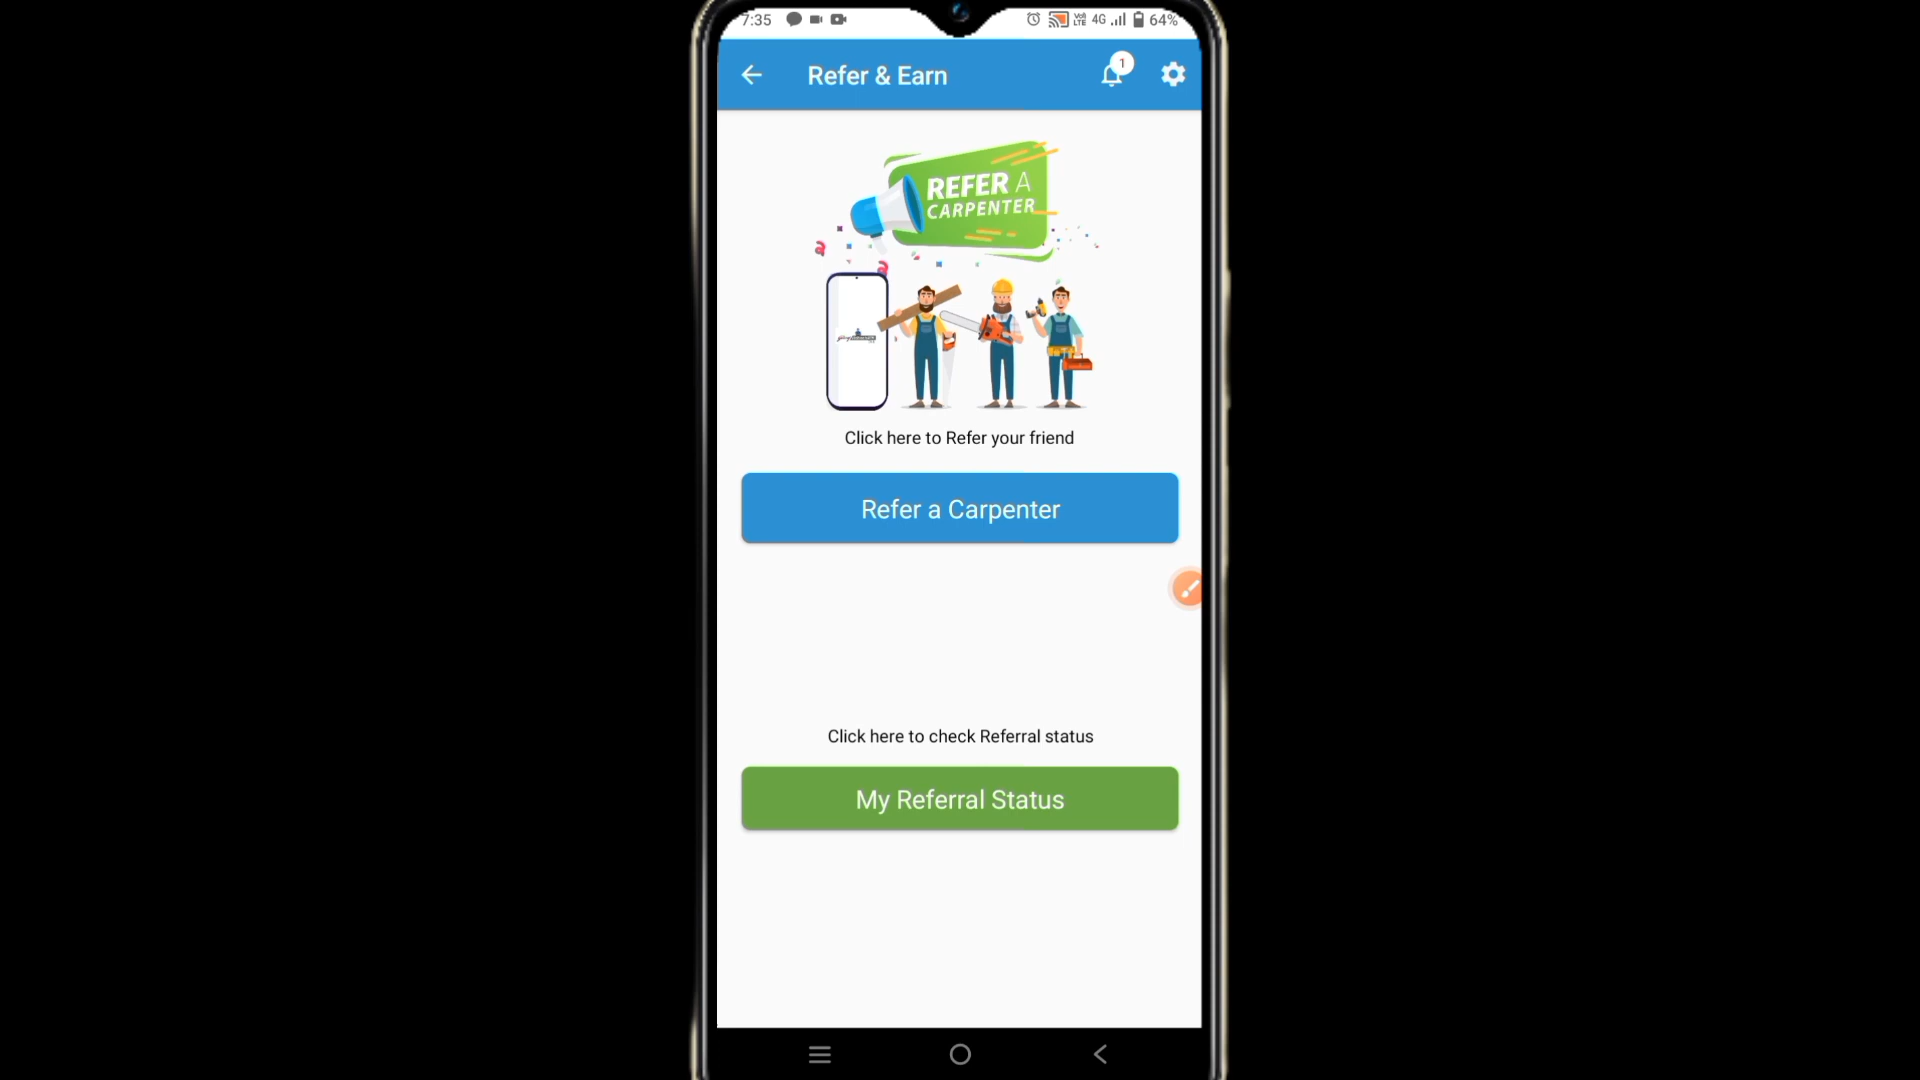 7:35 4G 64%
Refer & Earn
1
REFER A
CARPENTER
Click here to Refer your friend
Refer a Carpenter
Click here to check Referral status
My Referral Status